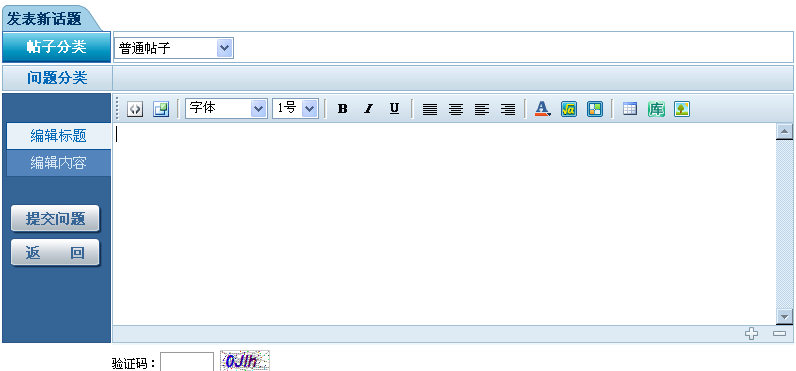 发表新话题
帖子分类 普通帖子
问题分类
字体 1号 B I U A 库
编辑标题
编辑内容
提交问题
返 回
验证码：